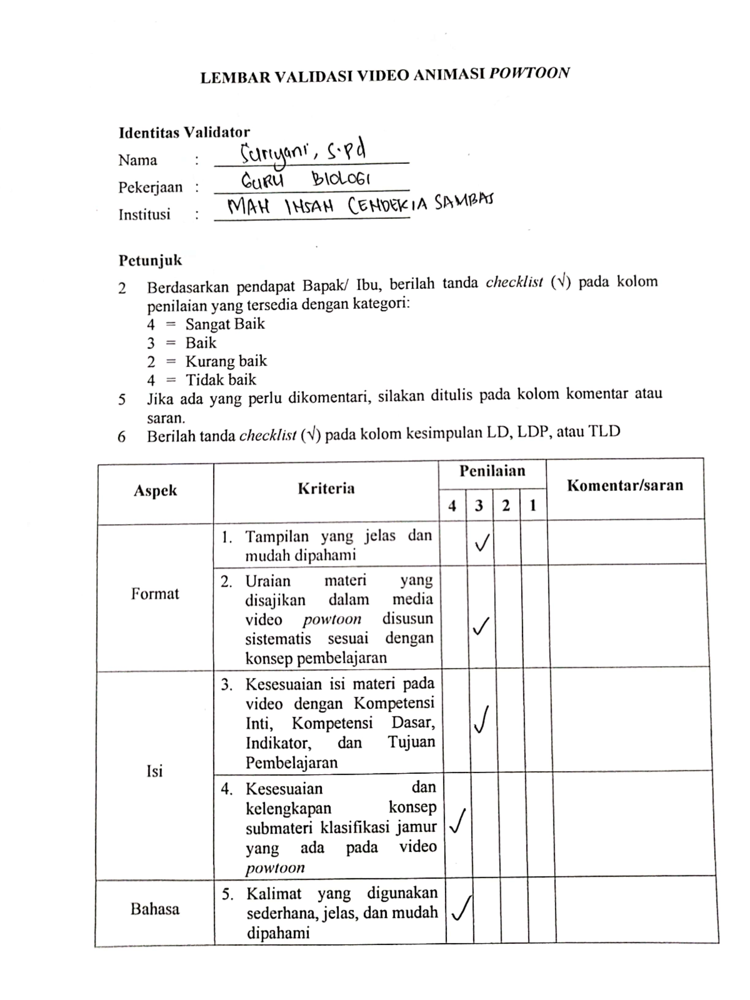 LEMBAR VALIDASI VIDEO ANIMASI POWTOON
Identitas Validator
Nama : Suriyani, S.Pd
Pekerjaan : GURU BIOLOGI
Institusi : MAN INSAN CENDEKIA SAMBAS
Petunjuk
2 Berdasarkan pendapat Bapak/ Ibu, berilah tanda checklist (√) pada kolom
penilaian yang tersedia dengan kategori:
4 = Sangat Baik
3 = Baik
2 = Kurang baik
4 = Tidak baik
5 Jika ada yang perlu dikomentari, silakan ditulis pada kolom komentar atau
saran.
6 Berilah tanda checklist (√) pada kolom kesimpulan LD, LDP, atau TLD
Aspek Kriteria Penilaian Komentar/saran
4 3 2 1
Format
1. Tampilan yang jelas dan
mudah dipahami
✓
2. Uraian materi yang
disajikan dalam media
video powtoon disusun
sistematis sesuai dengan
konsep pembelajaran
✓
Isi
3. Kesesuaian isi materi pada
video dengan Kompetensi
Inti, Kompetensi Dasar,
Indikator, dan Tujuan
Pembelajaran
✓
4. Kesesuaian dan
kelengkapan konsep
submateri klasifikasi jamur
yang ada pada video
powtoon
✓
Bahasa
5. Kalimat yang digunakan
sederhana, jelas, dan mudah
dipahami
✓